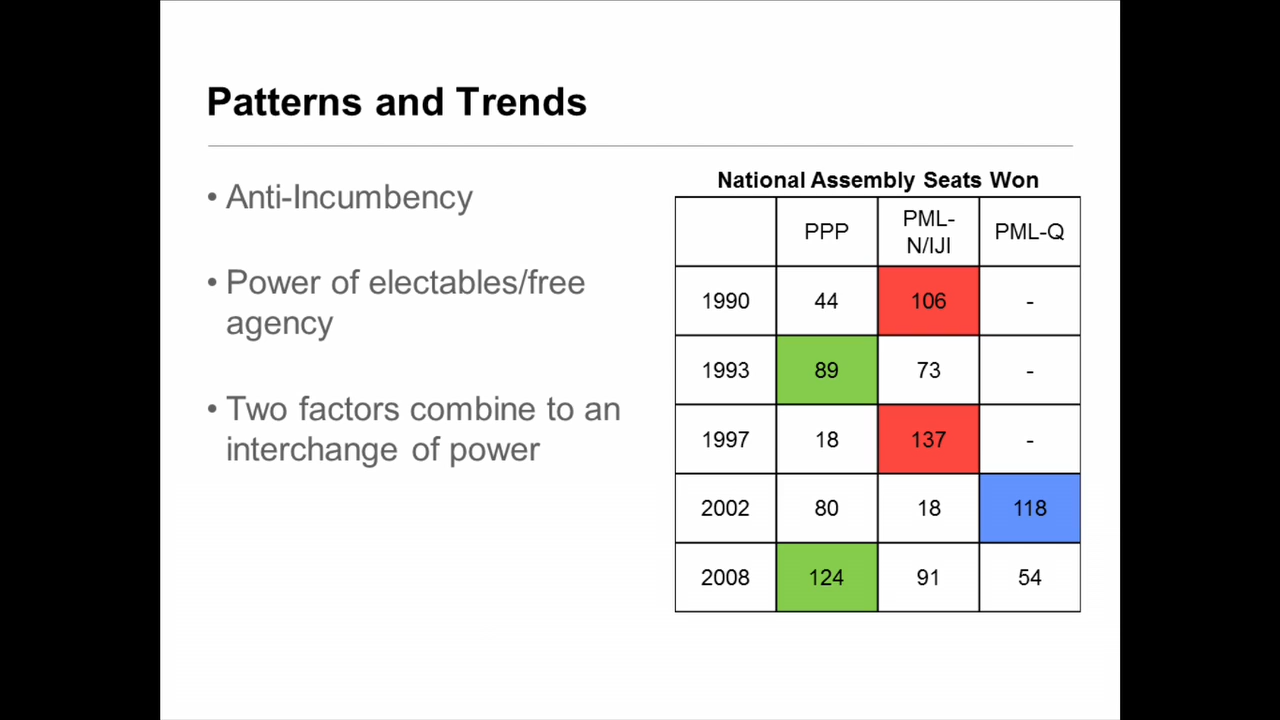 Patterns and Trends
• Anti-Incumbency
• Power of electables/free
agency
• Two factors combine to an
interchange of power
National Assembly Seats Won
PPP PML-N/IJI PML-Q
1990 44 106 -
1993 89 73 -
1997 18 137 -
2002 80 18 118
2008 124 91 54